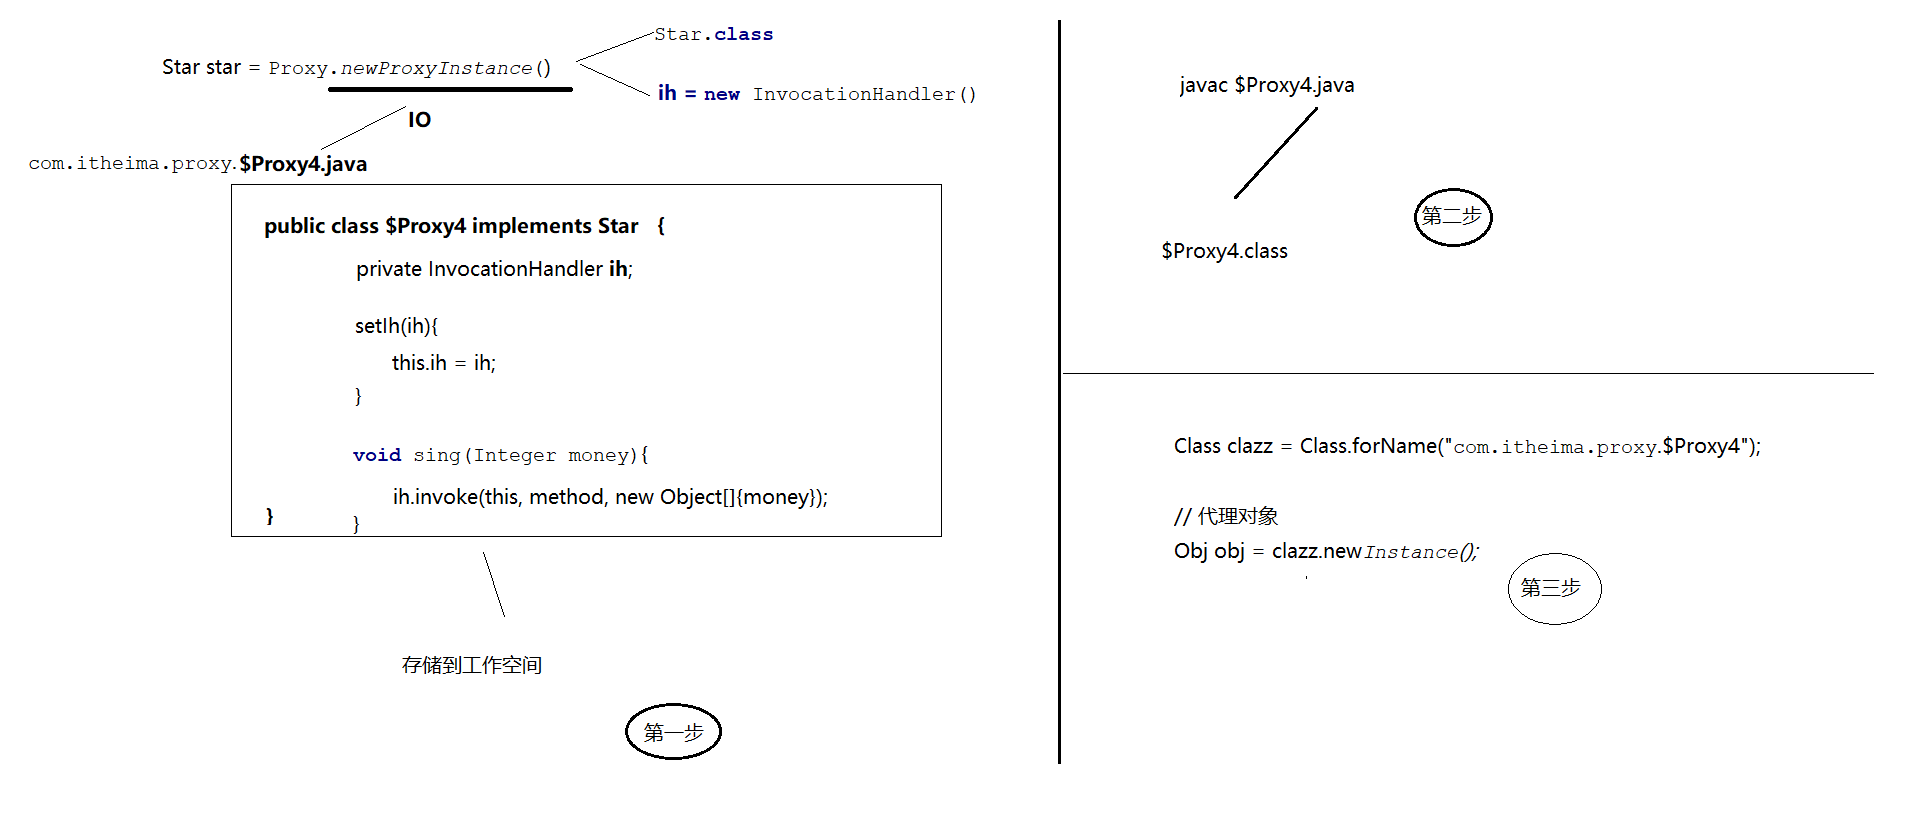 Star.class
Star star = Proxy.newProxyInstance()
ih = new InvocationHandler()
IO
com.itheima.proxy.$Proxy4.java
public class $Proxy4 implements Star {
private InvocationHandler ih;
setIh(ih){
this.ih = ih;
}
void sing(Integer money){
ih.invoke(this, method, new Object[]{money});
}
}
存储到工作空间
第一步
javac $Proxy4.java
第二步
$Proxy4.class
Class clazz = Class.forName("com.itheima.proxy.$Proxy4");
// 代理对象
Obj obj = clazz.newInstance();
第三步